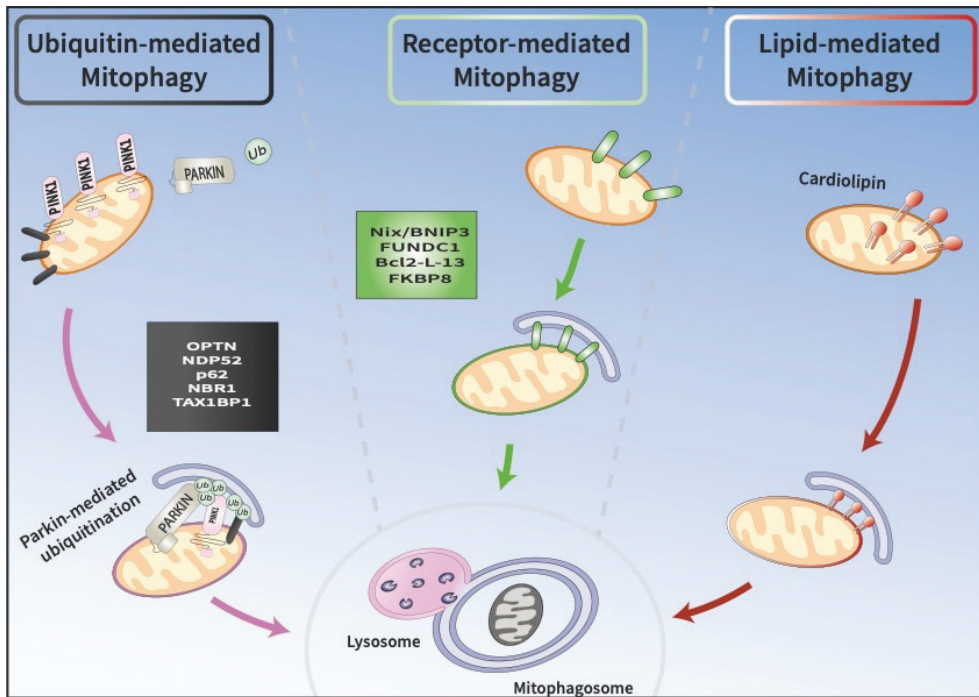 Ubiquitin-mediated
Mitophagy
Receptor-mediated
Mitophagy
Lipid-mediated
Mitophagy
PINK1
PINK1
PINK1
PARKIN
Ub
Nix/BNIP3
FUNDC1
Bcl2-L-13
FKBP8
Cardiolipin
OPTN
NDP52
p62
NBR1
TAX1BP1
Parkin-mediated
ubiquitination
PARKIN
PINK1
Ub
Ub
Ub
Ub
Ub
Ub
Lysosome
Mitophagosome